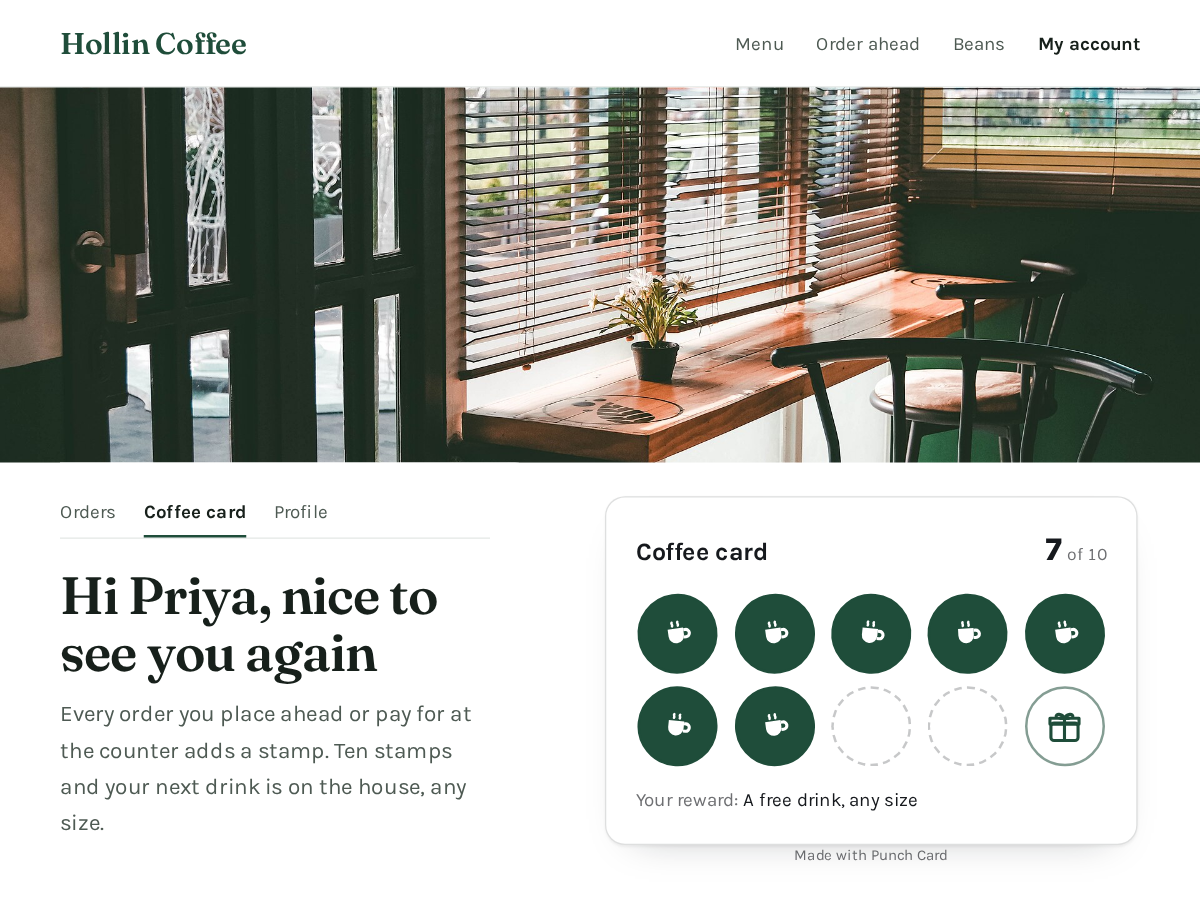 Hollin Coffee
Menu Order ahead Beans My account
Orders Coffee card Profile
Hi Priya, nice to
see you again
Every order you place ahead or pay for at
the counter adds a stamp. Ten stamps
and your next drink is on the house, any
size.
Coffee card 7 of 10
Your reward: A free drink, any size
Made with Punch Card